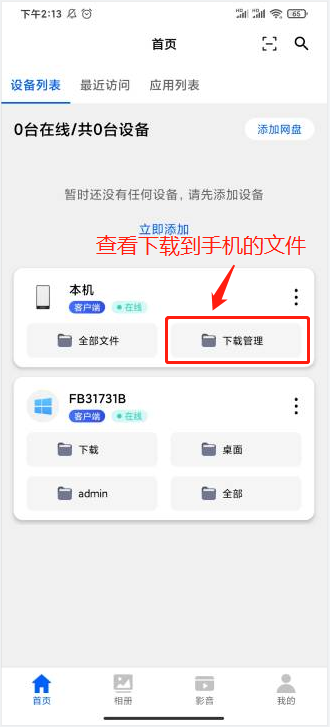 下午2:13
65
首页
设备列表 最近访问 应用列表
0台在线/共0台设备 添加网盘
暂时还没有任何设备，请先添加设备
立即添加
查看下载到手机的文件
本机
客户端 在线
全部文件 下载管理
FB31731B
客户端 在线
下载 桌面
admin 全部
首页 相册 影音 我的